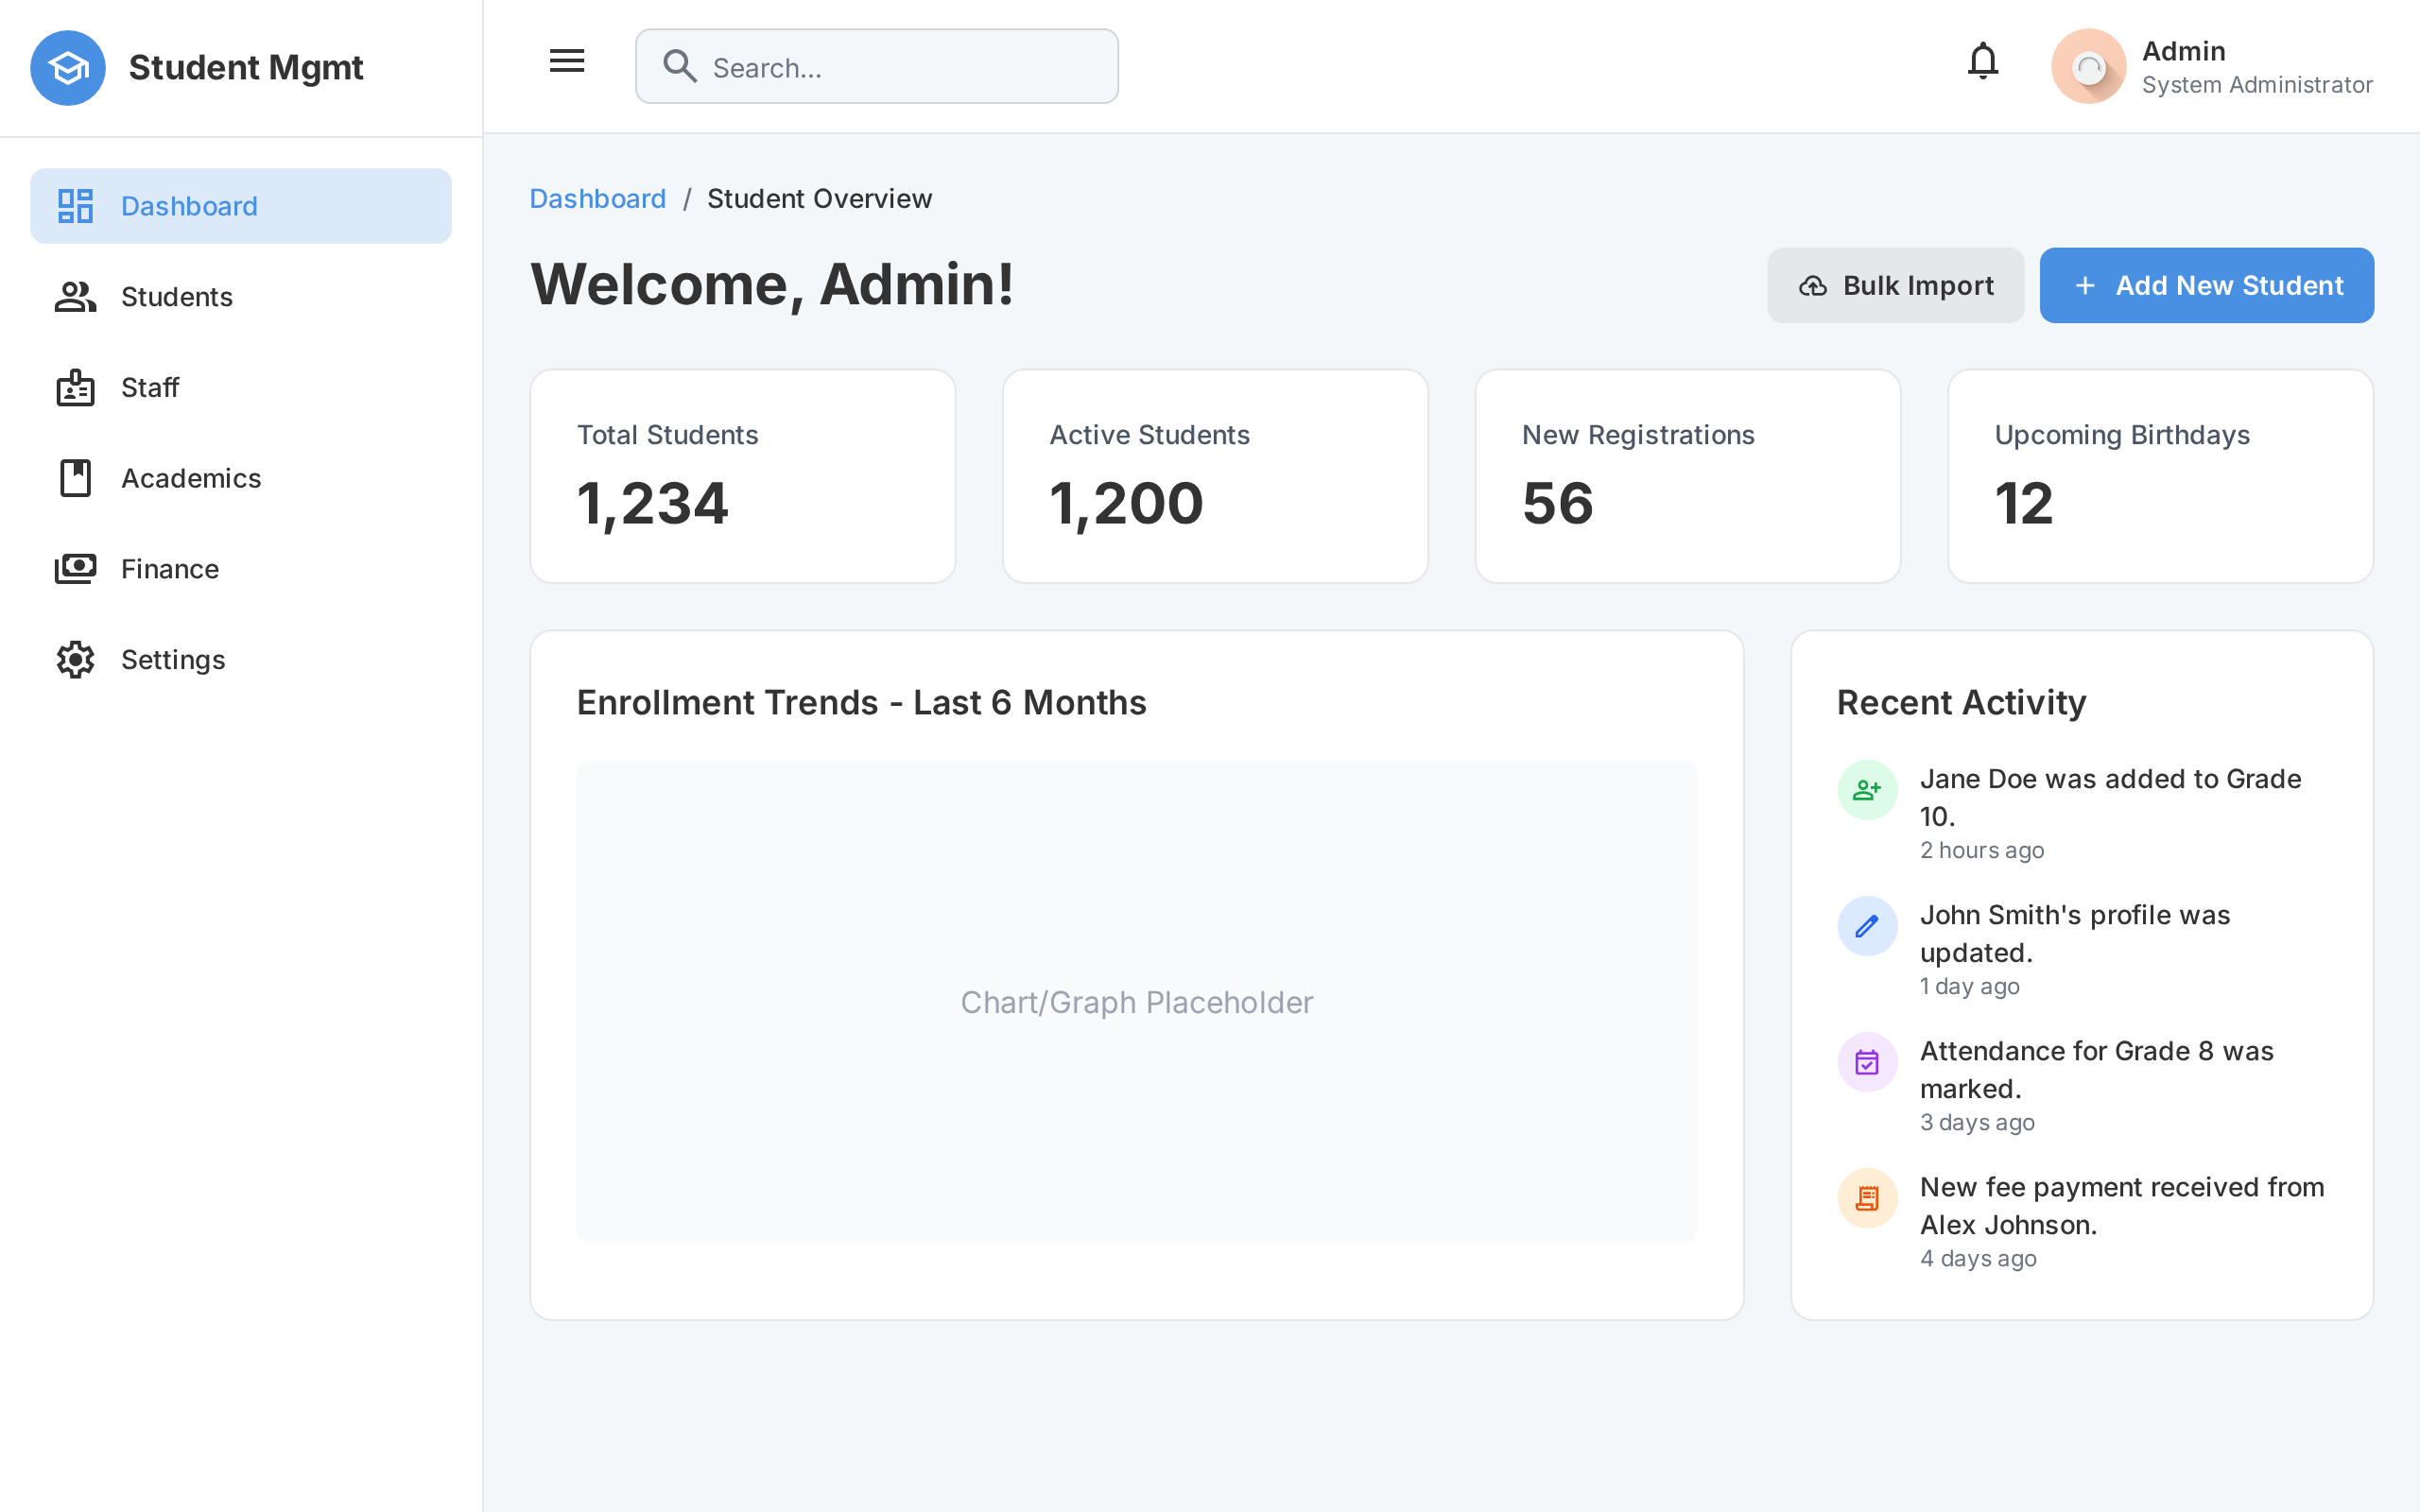 Student Mgmt
Search...
Admin
System Administrator
Dashboard
Students
Staff
Academics
Finance
Settings
Dashboard / Student Overview
Welcome, Admin!
Bulk Import
Add New Student
Total Students
1,234
Active Students
1,200
New Registrations
56
Upcoming Birthdays
12
Enrollment Trends - Last 6 Months
Chart/Graph Placeholder
Recent Activity
Jane Doe was added to Grade
10.
2 hours ago
John Smith's profile was
updated.
1 day ago
Attendance for Grade 8 was
marked.
3 days ago
New fee payment received from
Alex Johnson.
4 days ago